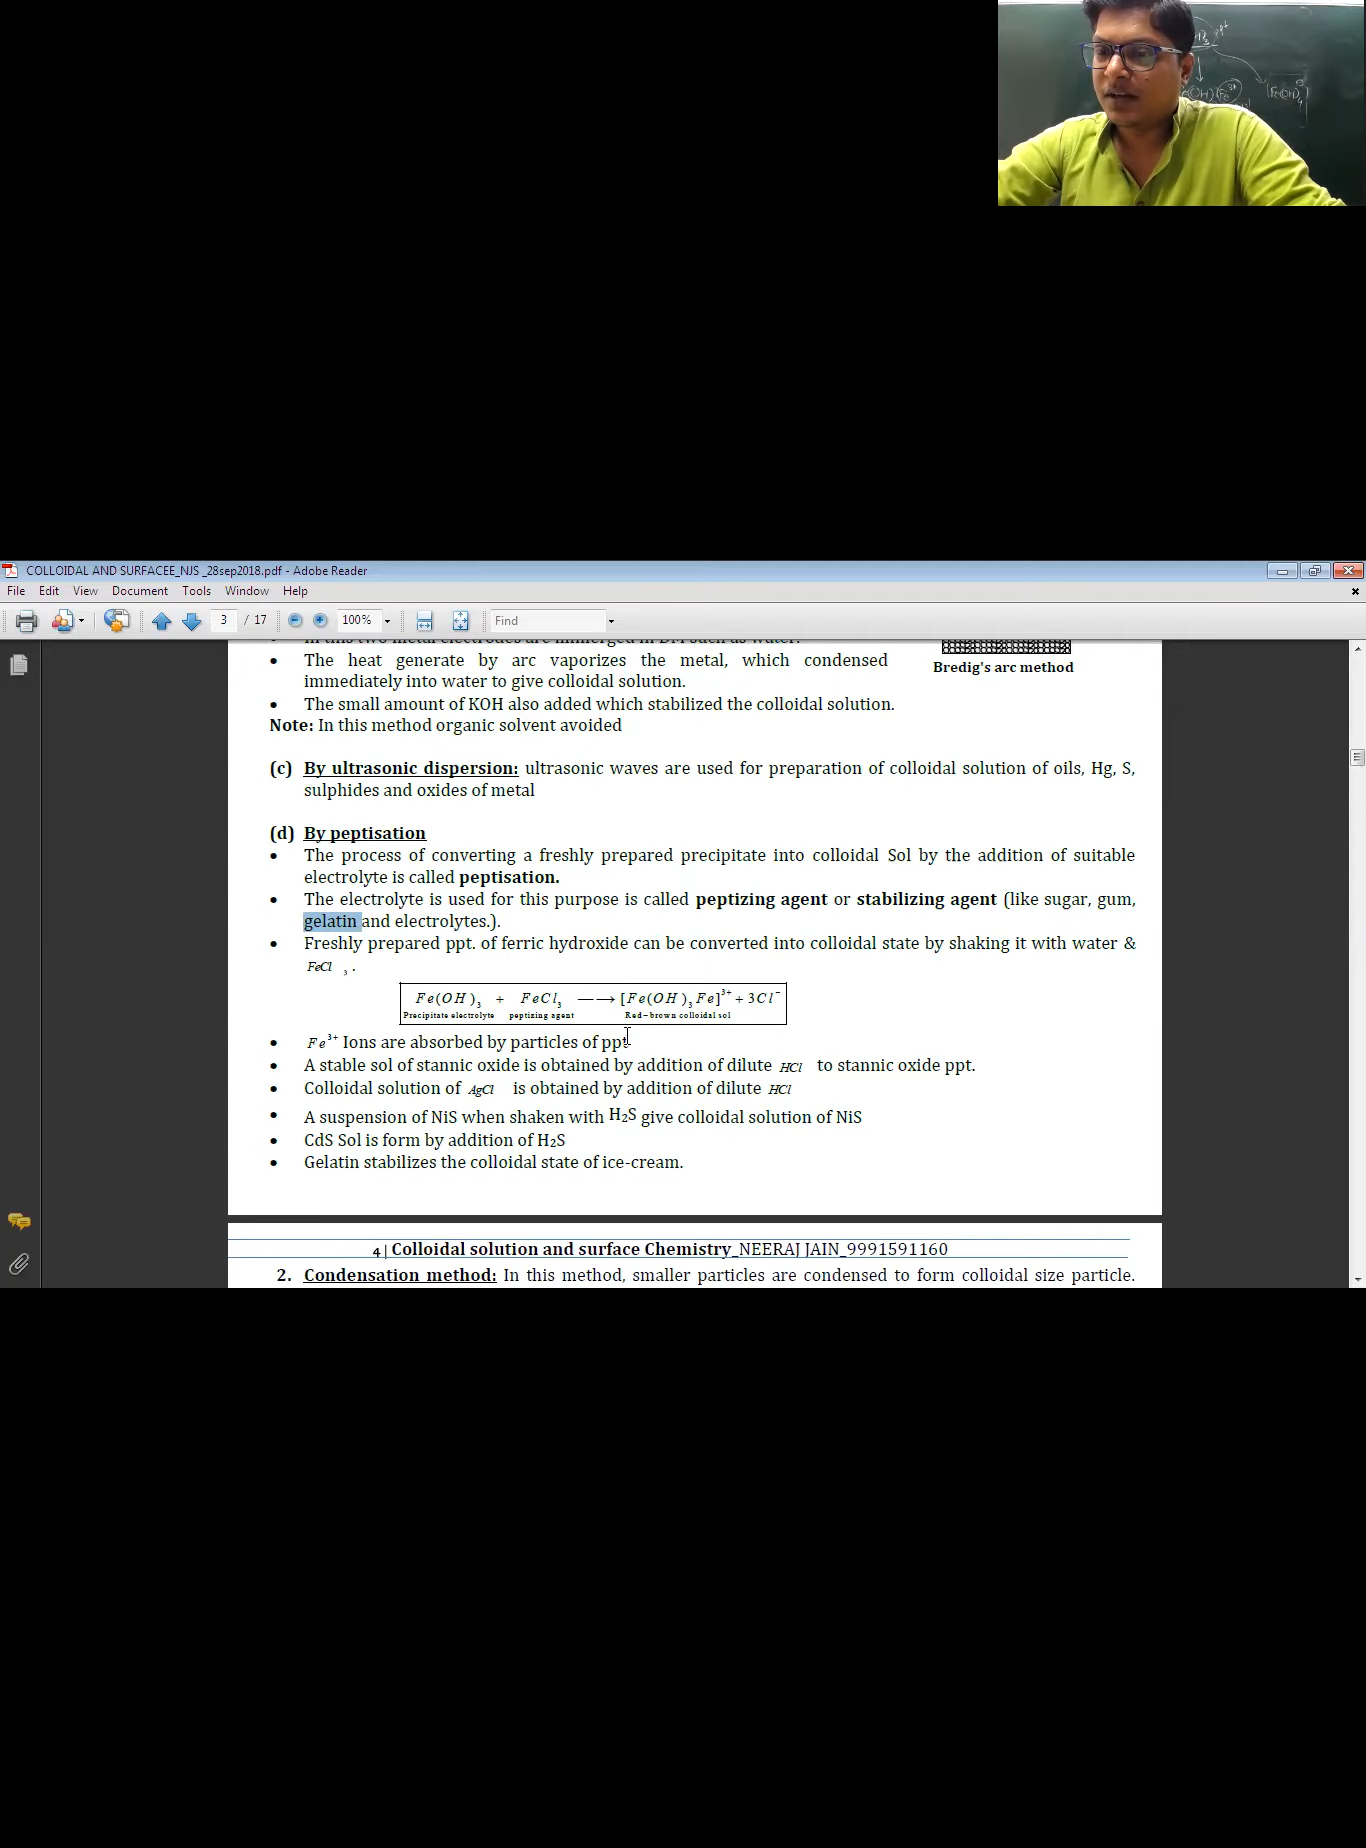 COLLOIDAL AND SURFACEE_NJS _28sep2018.pdf - Adobe Reader
File Edit View Document Tools Window Help
3 / 17 100% Find
In this two metal electrodes are immerged in DM such as water.
• The heat generate by arc vaporizes the metal, which condensed
immediately into water to give colloidal solution.
Bredig's arc method
• The small amount of KOH also added which stabilized the colloidal solution.
Note: In this method organic solvent avoided
(c) By ultrasonic dispersion: ultrasonic waves are used for preparation of colloidal solution of oils, Hg, S,
sulphides and oxides of metal
(d) By peptisation
• The process of converting a freshly prepared precipitate into colloidal Sol by the addition of suitable
electrolyte is called peptisation.
• The electrolyte is used for this purpose is called peptizing agent or stabilizing agent (like sugar, gum,
gelatin and electrolytes.).
• Freshly prepared ppt. of ferric hydroxide can be converted into colloidal state by shaking it with water &
FeCl₃ .
Fe(OH)₃ + FeCl₃ ⟶ [Fe(OH)₃Fe]³⁺ + 3Cl⁻
Precipitate electrolyte peptizing agent Red–brown colloidal sol
• Fe³⁺ Ions are absorbed by particles of ppt
• A stable sol of stannic oxide is obtained by addition of dilute HCl to stannic oxide ppt.
• Colloidal solution of AgCl is obtained by addition of dilute HCl
• A suspension of NiS when shaken with H₂S give colloidal solution of NiS
• CdS Sol is form by addition of H₂S
• Gelatin stabilizes the colloidal state of ice-cream.
4 | Colloidal solution and surface Chemistry_NEERAJ JAIN_9991591160
2. Condensation method: In this method, smaller particles are condensed to form colloidal size particle.